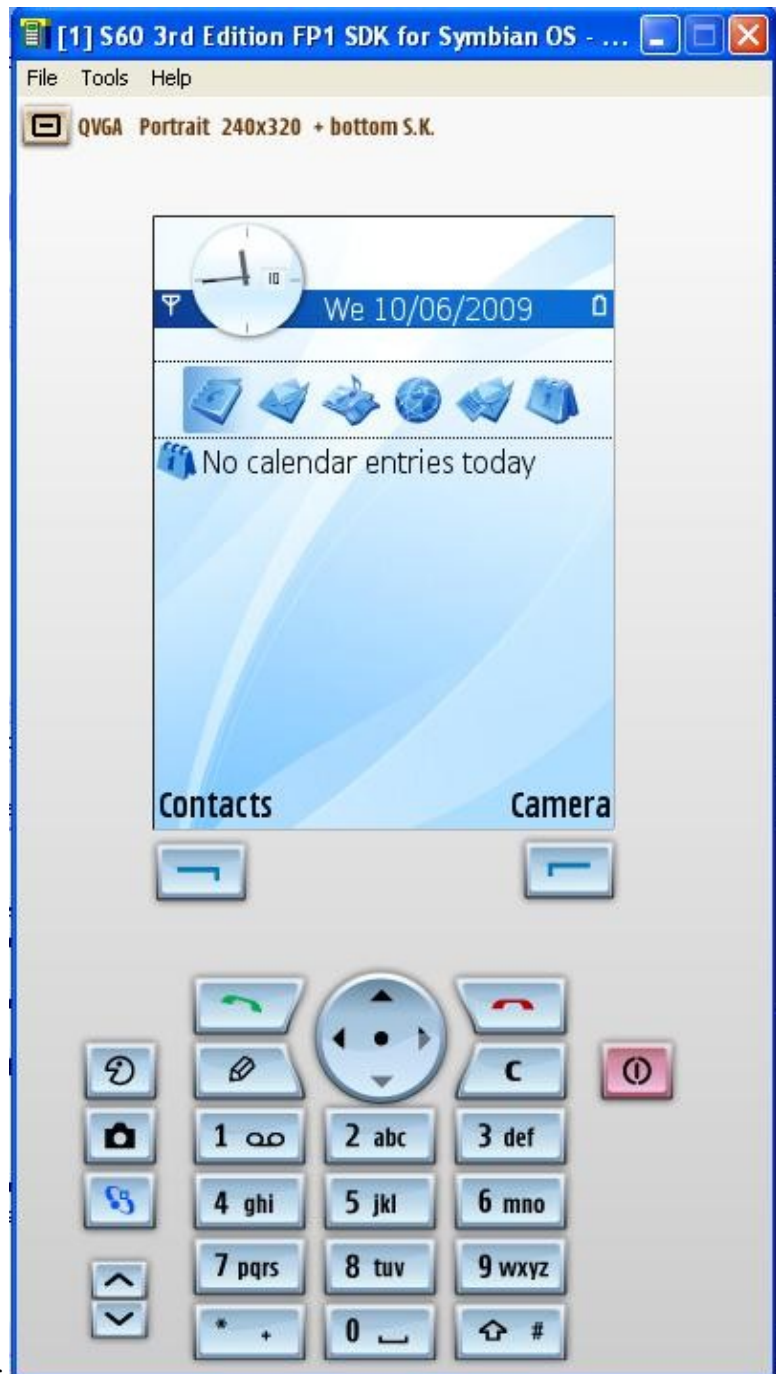 [1] S60 3rd Edition FP1 SDK for Symbian OS - ...
File Tools Help
QVGA Portrait 240x320 + bottom S.K.
10
We 10/06/2009
No calendar entries today
Contacts Camera
C
1 2 abc 3 def
4 ghi 5 jkl 6 mno
7 pqrs 8 tuv 9 wxyz
* + 0 #